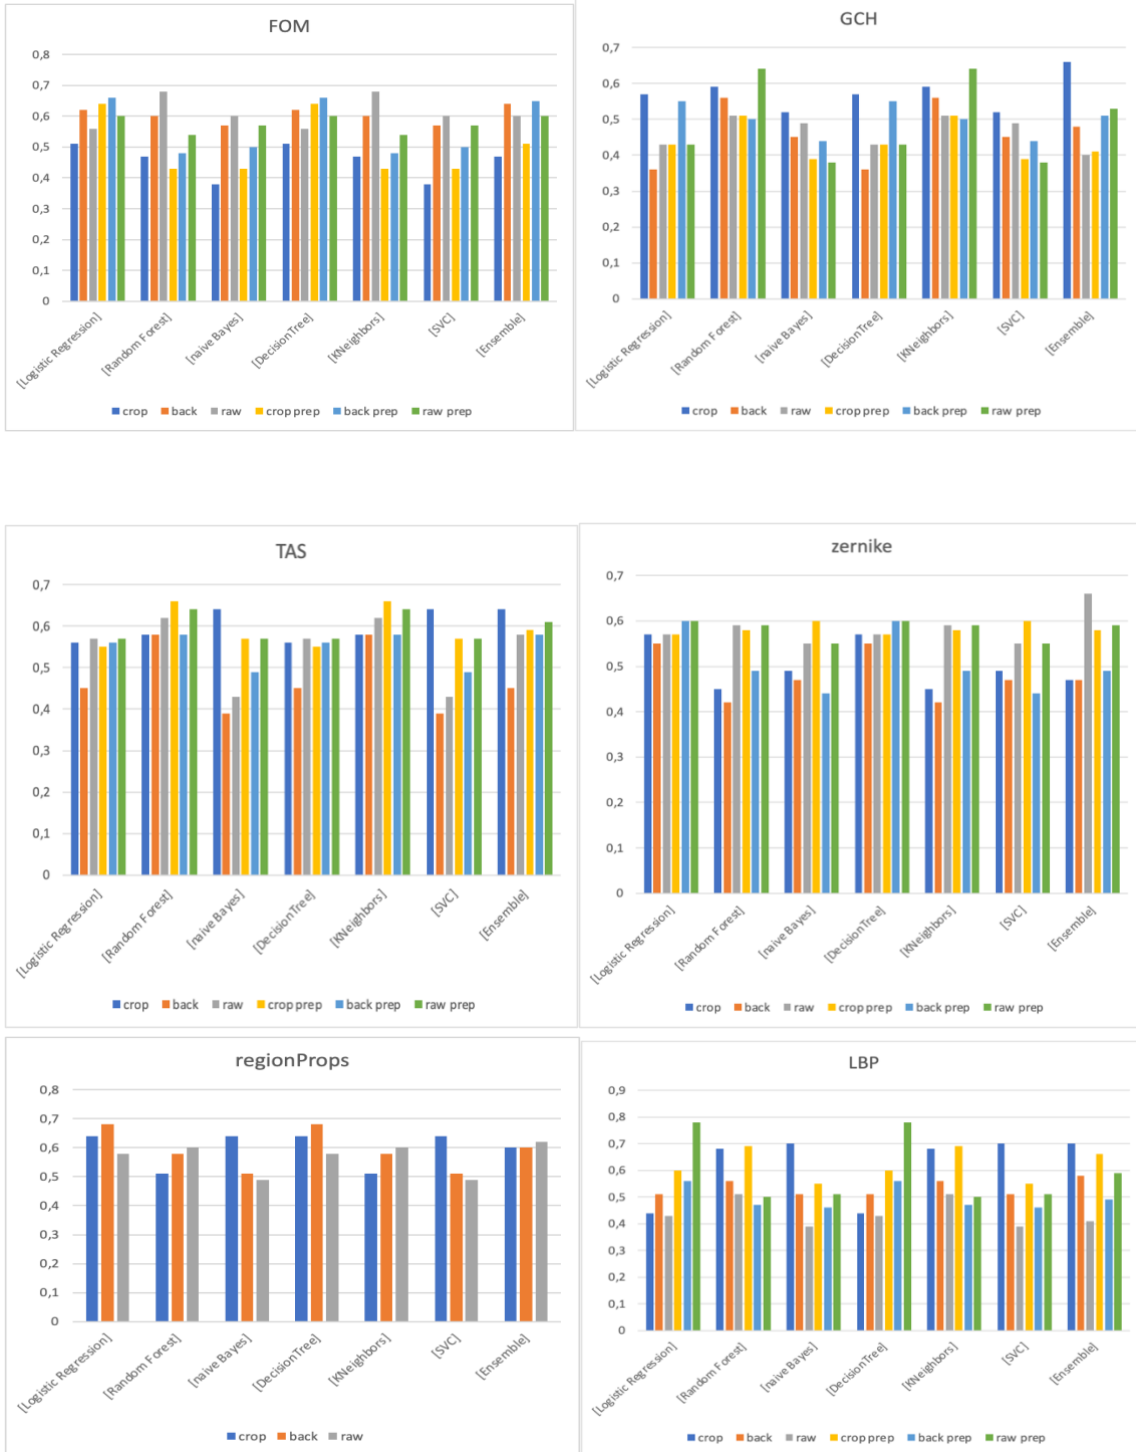 FOM
0,8
0,7
0,6
0,5
0,4
0,3
0,2
0,1
0
[Logistic Regression]
[Random Forest]
[naive Bayes]
[DecisionTree]
[KNeighbors]
[SVC]
[Ensemble]
crop back raw crop prep back prep raw prep
GCH
0,7
0,6
0,5
0,4
0,3
0,2
0,1
0
[Logistic Regression]
[Random Forest]
[naive Bayes]
[DecisionTree]
[KNeighbors]
[SVC]
[Ensemble]
crop back raw crop prep back prep raw prep
TAS
0,7
0,6
0,5
0,4
0,3
0,2
0,1
0
[Logistic Regression]
[Random Forest]
[naive Bayes]
[DecisionTree]
[KNeighbors]
[SVC]
[Ensemble]
crop back raw crop prep back prep raw prep
zernike
0,7
0,6
0,5
0,4
0,3
0,2
0,1
0
[Logistic Regression]
[Random Forest]
[naive Bayes]
[DecisionTree]
[KNeighbors]
[SVC]
[Ensemble]
crop back raw crop prep back prep raw prep
regionProps
0,8
0,7
0,6
0,5
0,4
0,3
0,2
0,1
0
[Logistic Regression]
[Random Forest]
[naive Bayes]
[DecisionTree]
[KNeighbors]
[SVC]
[Ensemble]
crop back raw
LBP
0,9
0,8
0,7
0,6
0,5
0,4
0,3
0,2
0,1
0
[Logistic Regression]
[Random Forest]
[naive Bayes]
[DecisionTree]
[KNeighbors]
[SVC]
[Ensemble]
crop back raw crop prep back prep raw prep